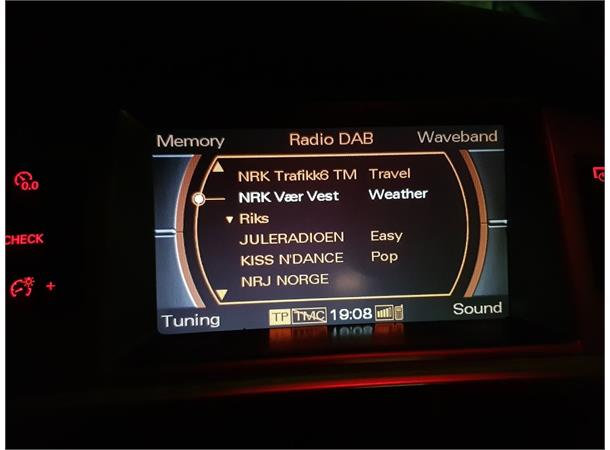 Memory Radio DAB Waveband
NRK Trafikk6 TM Travel
NRK Vær Vest Weather
▼ Riks
JULERADIOEN Easy
KISS N'DANCE Pop
NRJ NORGE
Tuning TP TMC 19:08 Sound
0.0
CHECK
+